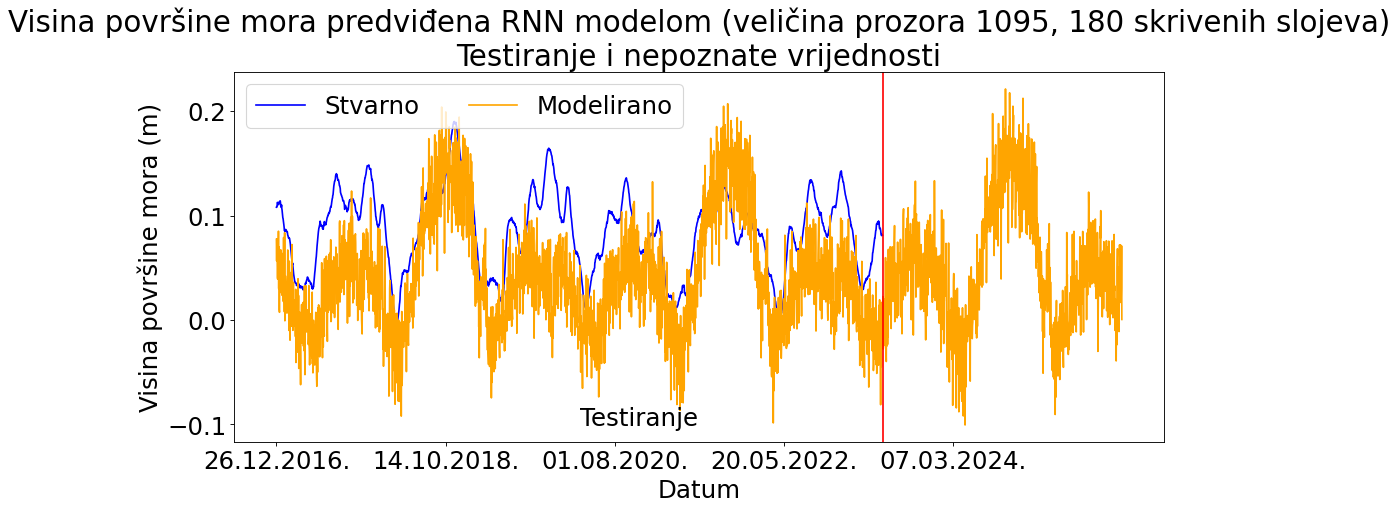 Visina površine mora predviđena RNN modelom (veličina prozora 1095, 180 skrivenih slojeva)
Testiranje i nepoznate vrijednosti
Stvarno
Modelirano
Visina površine mora (m)
0.2
0.1
0.0
−0.1
Testiranje
26.12.2016.
14.10.2018.
01.08.2020.
20.05.2022.
07.03.2024.
Datum